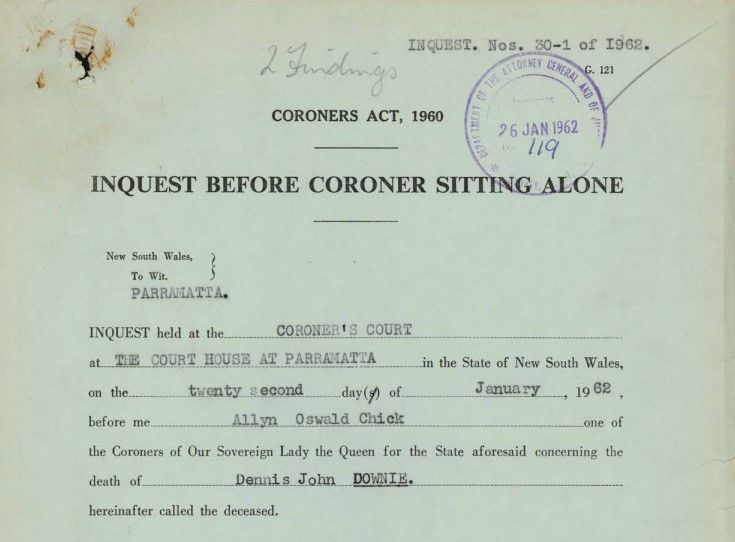 INQUEST. Nos. 30-1 of 1962.
2 Findings
G. 121
DEPARTMENT OF THE ATTORNEY GENERAL AND OF
26 JAN 1962
119
CORONERS ACT, 1960
INQUEST BEFORE CORONER SITTING ALONE
New South Wales,
To Wit.
PARRAMATTA.
INQUEST held at the CORONER'S COURT
at THE COURT HOUSE AT PARRAMATTA in the State of New South Wales,
on the twenty second day(s) of January, 1962,
before me Allyn Oswald Chick one of
the Coroners of Our Sovereign Lady the Queen for the State aforesaid concerning the
death of Dennis John DOWNIE.
hereinafter called the deceased.